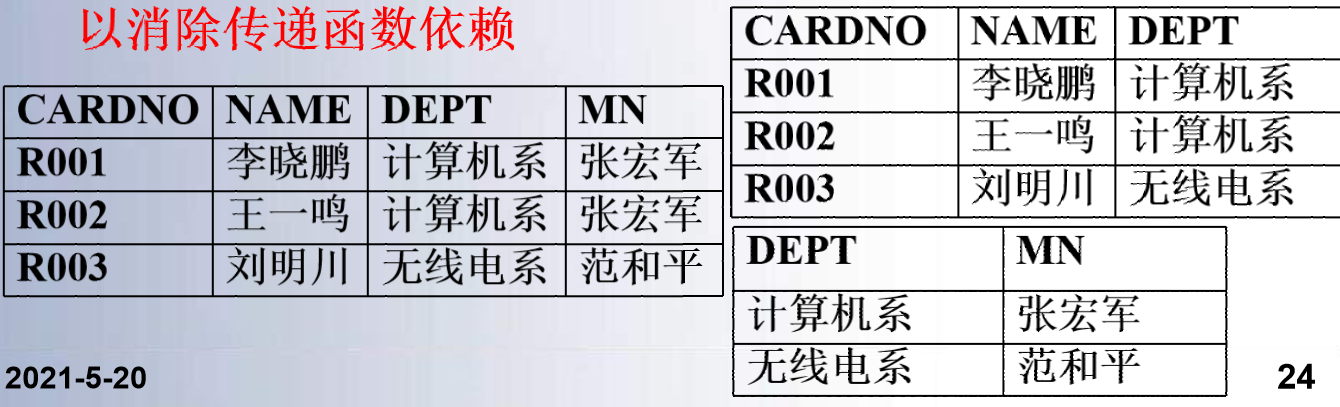 以消除传递函数依赖
CARDNO NAME DEPT MN
R001 李晓鹏 计算机系 张宏军
R002 王一鸣 计算机系 张宏军
R003 刘明川 无线电系 范和平
CARDNO NAME DEPT
R001 李晓鹏 计算机系
R002 王一鸣 计算机系
R003 刘明川 无线电系
DEPT MN
计算机系 张宏军
无线电系 范和平
2021-5-20
24